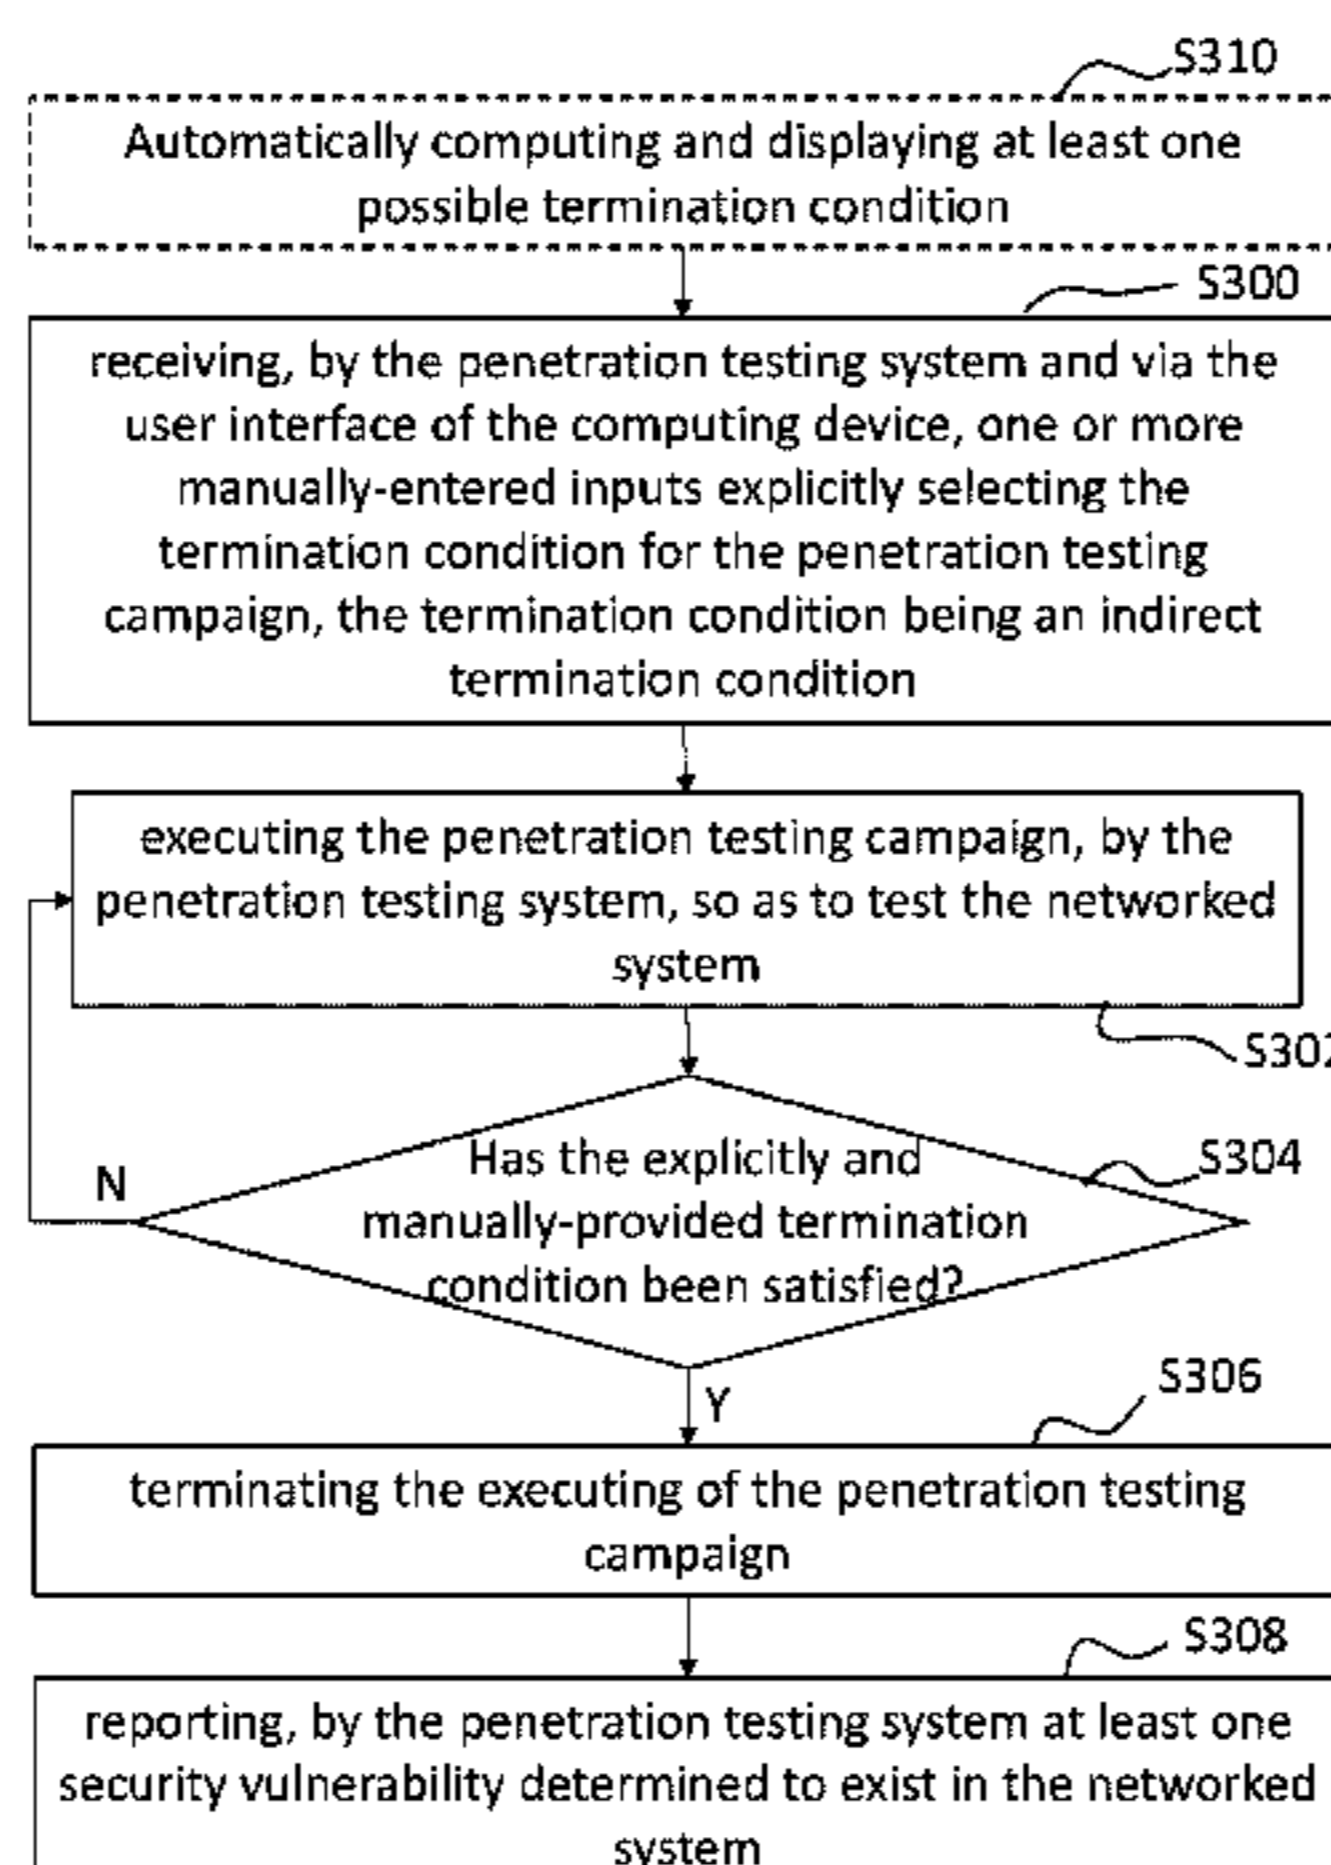 S310
Automatically computing and displaying at least one
possible termination condition
S300
receiving, by the penetration testing system and via the
user interface of the computing device, one or more
manually-entered inputs explicitly selecting the
termination condition for the penetration testing
campaign, the termination condition being an indirect
termination condition
executing the penetration testing campaign, by the
penetration testing system, so as to test the networked
system
S302
Has the explicitly and
S304
N
manually-provided termination
condition been satisfied?
S306
Y
terminating the executing of the penetration testing
campaign
S308
reporting, by the penetration testing system at least one
security vulnerability determined to exist in the networked
system